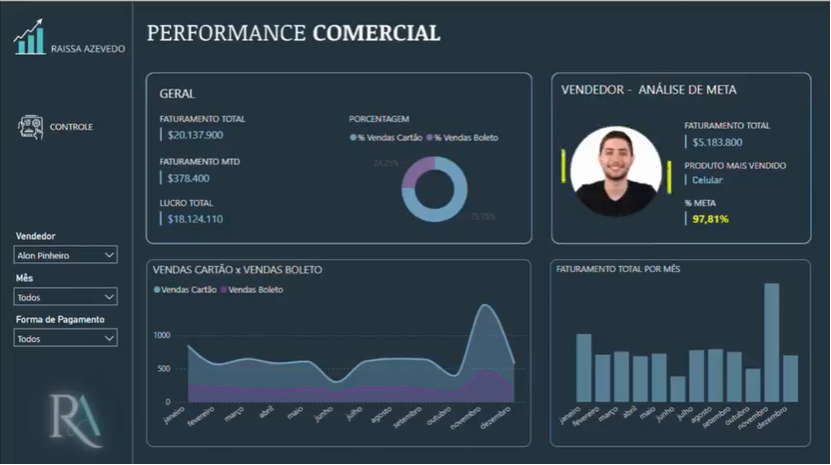 RAISSA AZEVEDO
CONTROLE
Vendedor
Alon Pinheiro
Mês
Todos
Forma de Pagamento
Todos
RA
PERFORMANCE COMERCIAL
GERAL
FATURAMENTO TOTAL
$20.137.900
FATURAMENTO MTD
$378.400
LUCRO TOTAL
$18.124.110
PORCENTAGEM
% Vendas Cartão % Vendas Boleto
24,25%
75,75%
VENDEDOR - ANÁLISE DE META
FATURAMENTO TOTAL
$5.183.800
PRODUTO MAIS VENDIDO
Celular
% META
97,81%
VENDAS CARTÃO x VENDAS BOLETO
Vendas Cartão Vendas Boleto
1000
500
0
janeiro fevereiro março abril maio junho julho agosto setembro outubro novembro dezembro
FATURAMENTO TOTAL POR MÊS
janeiro fevereiro março abril maio junho julho agosto setembro outubro novembro dezembro